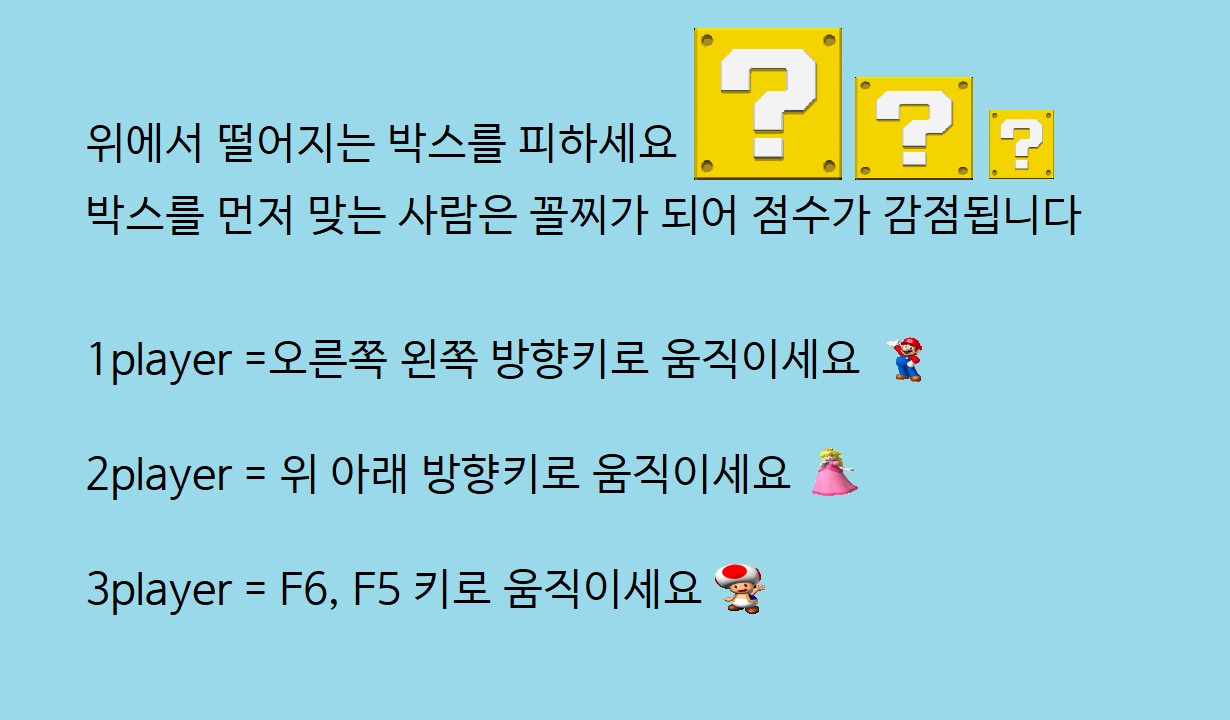 위에서 떨어지는 박스를 피하세요 ? ? ?
박스를 먼저 맞는 사람은 꼴찌가 되어 점수가 감점됩니다
1player =오른쪽 왼쪽 방향키로 움직이세요
2player = 위 아래 방향키로 움직이세요
3player = F6, F5 키로 움직이세요